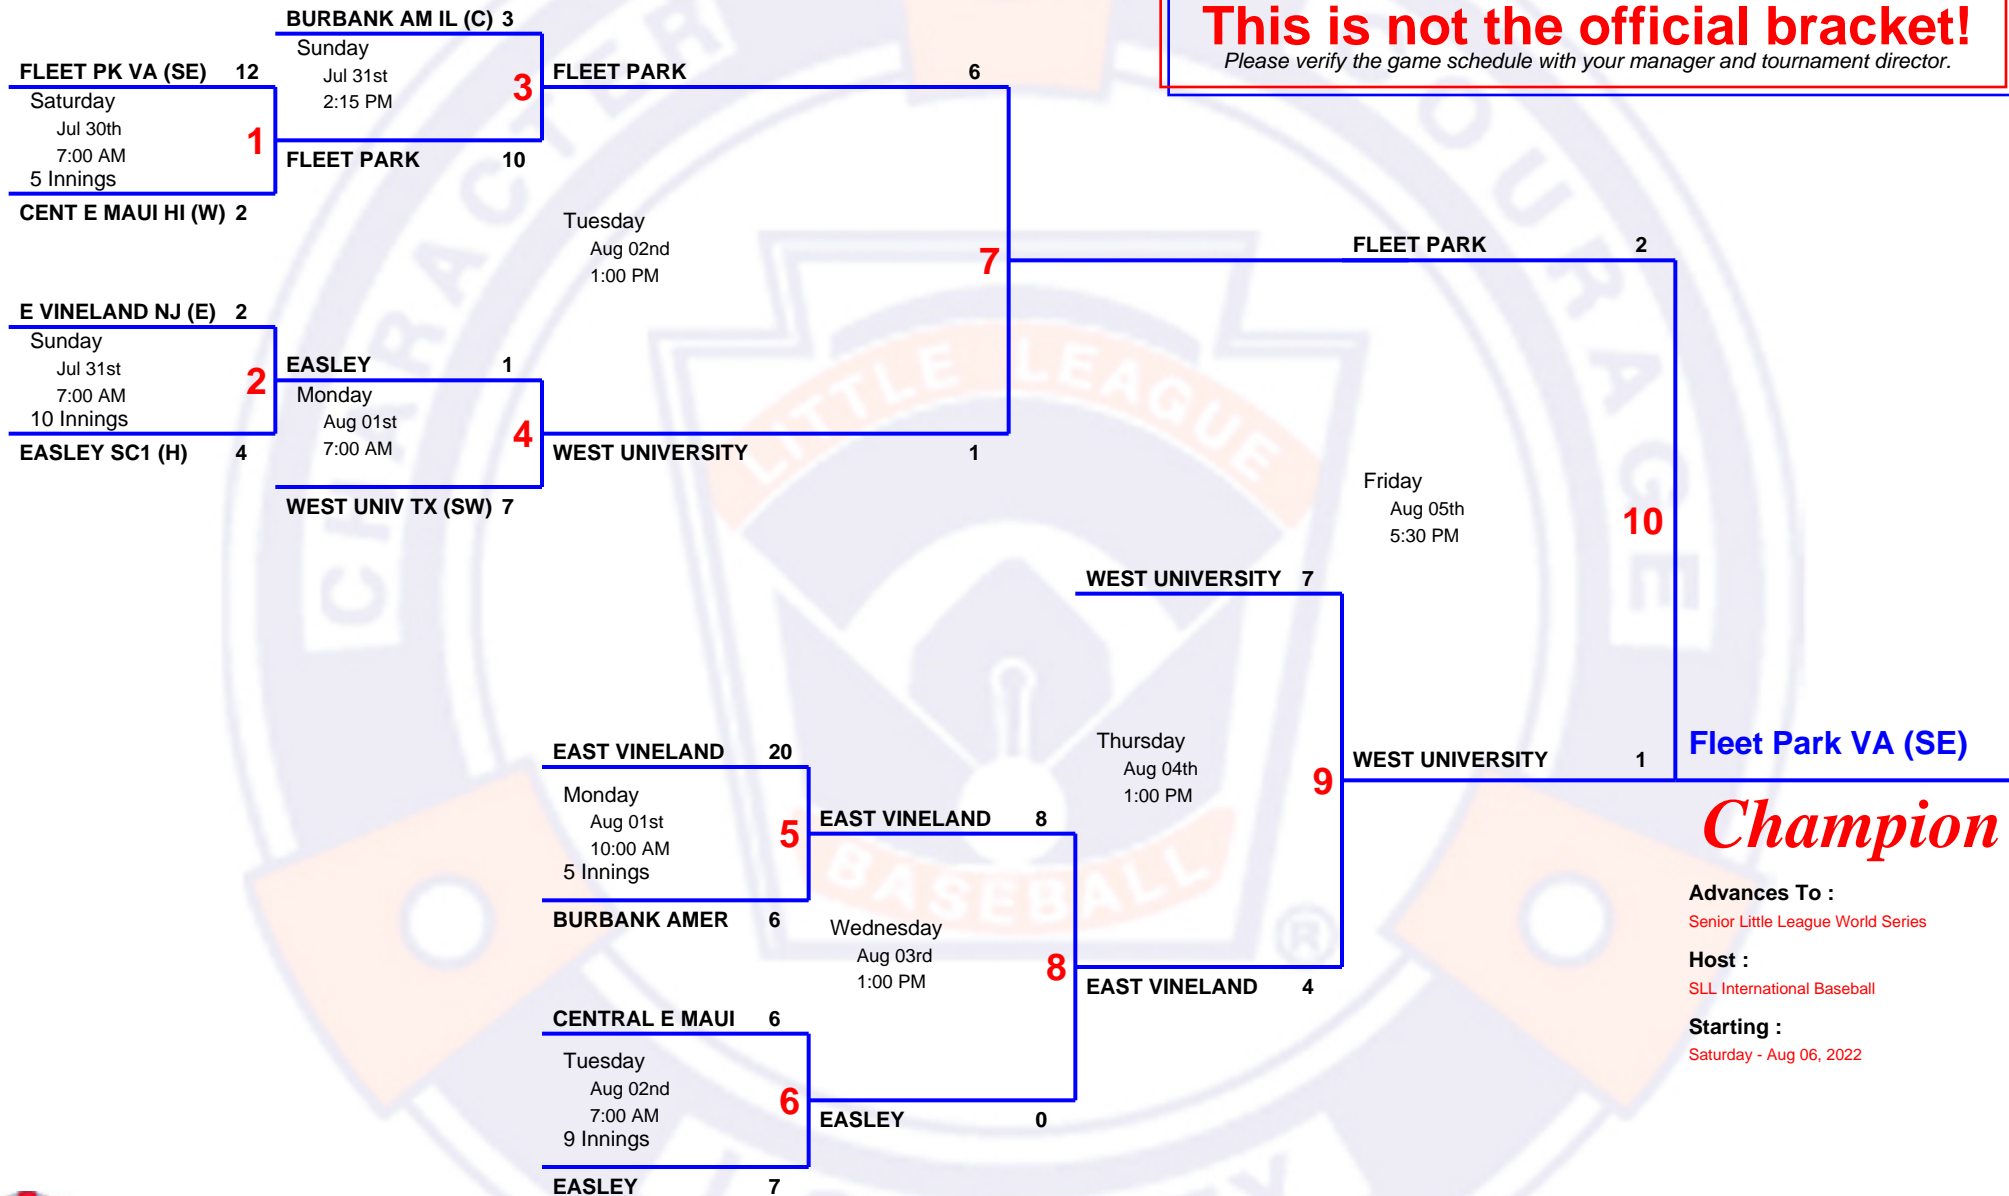 This is not the official bracket!
Please verify the game schedule with your manager and tournament director.
BURBANK AM IL (C) 3
Sunday
Jul 31st
2:15 PM
3
FLEET PARK 10
FLEET PK VA (SE) 12
Saturday
Jul 30th
7:00 AM
5 Innings
1
CENT E MAUI HI (W) 2
FLEET PARK 6
Tuesday
Aug 02nd
1:00 PM
7
WEST UNIVERSITY 1
E VINELAND NJ (E) 2
Sunday
Jul 31st
7:00 AM
10 Innings
2
EASLEY SC1 (H) 4
EASLEY 1
Monday
Aug 01st
7:00 AM
4
WEST UNIV TX (SW) 7
FLEET PARK 2
Friday
Aug 05th
5:30 PM
10
WEST UNIVERSITY 1
WEST UNIVERSITY 7
Thursday
Aug 04th
1:00 PM
9
EAST VINELAND 4
EAST VINELAND 20
Monday
Aug 01st
10:00 AM
5 Innings
5
BURBANK AMER 6
EAST VINELAND 8
Wednesday
Aug 03rd
1:00 PM
8
EASLEY 0
CENTRAL E MAUI 6
Tuesday
Aug 02nd
7:00 AM
9 Innings
6
EASLEY 7
Fleet Park VA (SE)
Champion
Advances To :
Senior Little League World Series
Host :
SLL International Baseball
Starting :
Saturday - Aug 06, 2022
CHARACTER
COURAGE
LITTLE LEAGUE
BASEBALL
®